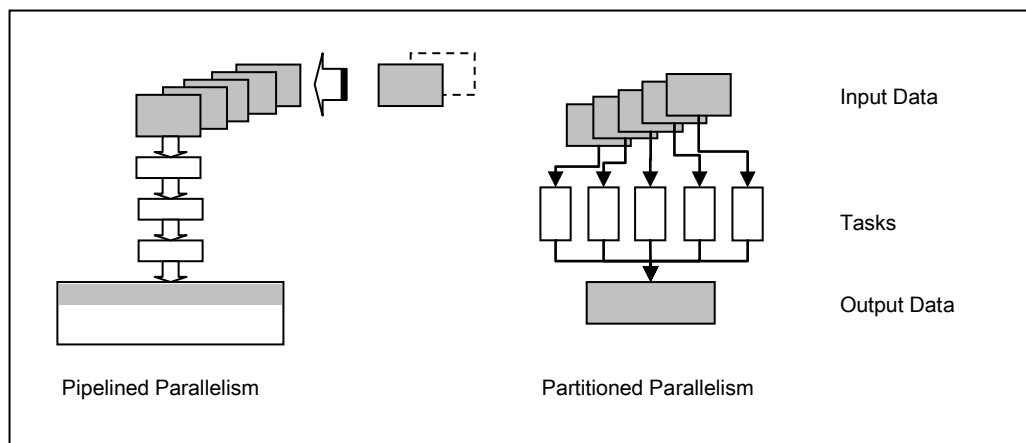 Input Data
Tasks
Output Data
Pipelined Parallelism
Partitioned Parallelism